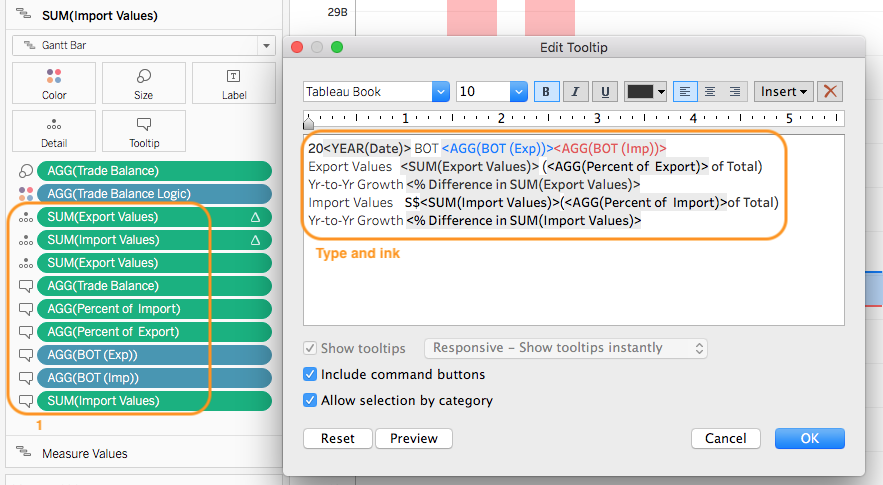 SUM(Import Values)
Gantt Bar
Color
Size
Label
Detail
Tooltip
AGG(Trade Balance)
AGG(Trade Balance Logic)
SUM(Export Values)
SUM(Import Values)
SUM(Export Values)
AGG(Trade Balance)
AGG(Percent of Import)
AGG(Percent of Export)
AGG(BOT (Exp))
AGG(BOT (Imp))
SUM(Import Values)
1
Measure Values
29B
Edit Tooltip
Tableau Book
10
B
I
U
Insert
1 2 3 4 5
20<YEAR(Date)> BOT <AGG(BOT (Exp))><AGG(BOT (Imp))>
Export Values <SUM(Export Values)> (<AGG(Percent of Export)> of Total)
Yr-to-Yr Growth <% Difference in SUM(Export Values)>
Import Values S$<SUM(Import Values)>(<AGG(Percent of Import)>of Total)
Yr-to-Yr Growth <% Difference in SUM(Import Values)>
Type and ink
Show tooltips
Responsive – Show tooltips instantly
Include command buttons
Allow selection by category
Reset
Preview
Cancel
OK